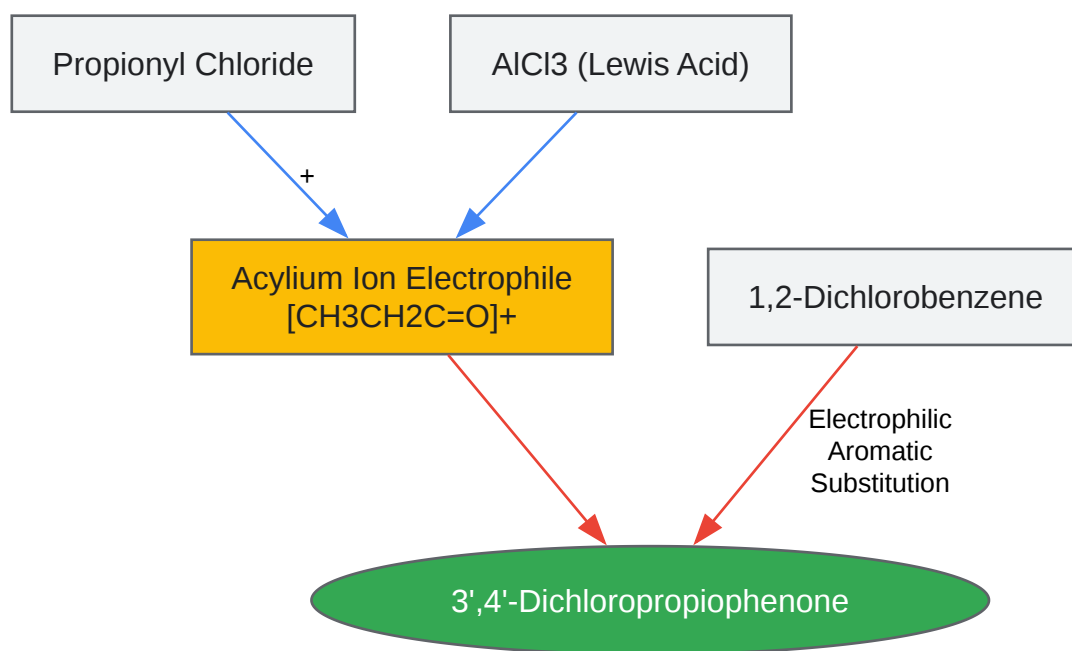 Propionyl Chloride
AlCl3 (Lewis Acid)
+
Acylium Ion Electrophile
[CH3CH2C=O]+
1,2-Dichlorobenzene
Electrophilic
Aromatic
Substitution
3',4'-Dichloropropiophenone